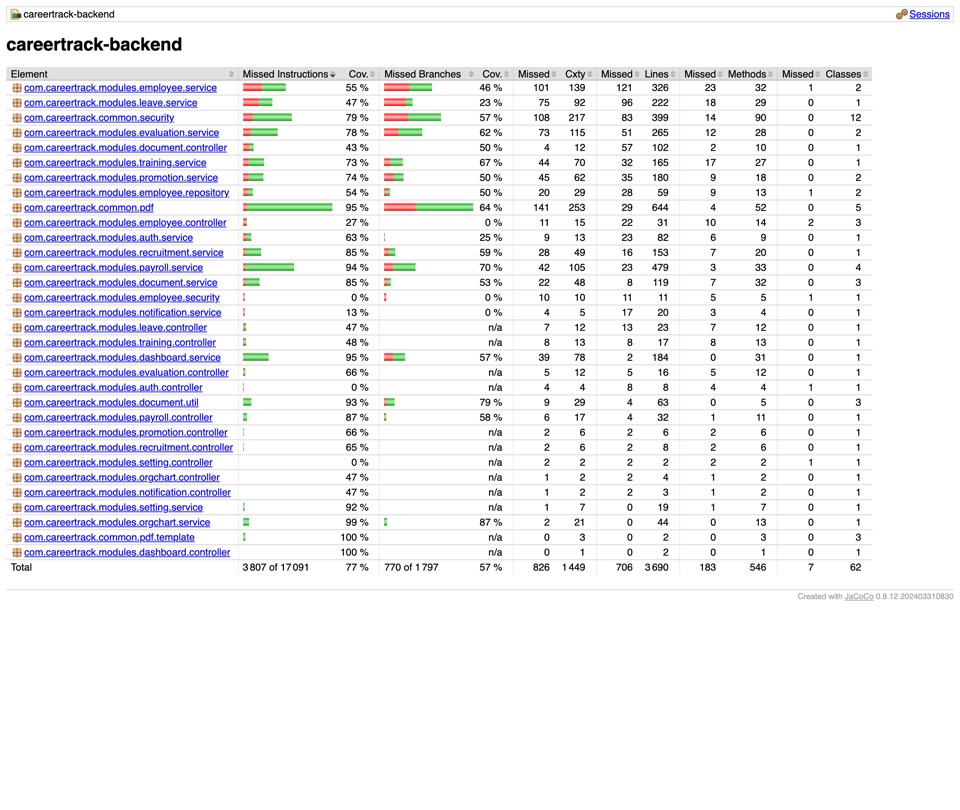 careertrack-backend Sessions
careertrack-backend
Element Missed Instructions Cov. Missed Branches Cov. Missed Cxty Missed Lines Missed Methods Missed Classes
com.careertrack.modules.employee.service 55 % 46 % 101 139 121 326 23 32 1 2
com.careertrack.modules.leave.service 47 % 23 % 75 92 96 222 18 29 0 1
com.careertrack.common.security 79 % 57 % 108 217 83 399 14 90 0 12
com.careertrack.modules.evaluation.service 78 % 62 % 73 115 51 265 12 28 0 2
com.careertrack.modules.document.controller 43 % 50 % 4 12 57 102 2 10 0 1
com.careertrack.modules.training.service 73 % 67 % 44 70 32 165 17 27 0 1
com.careertrack.modules.promotion.service 74 % 50 % 45 62 35 180 9 18 0 2
com.careertrack.modules.employee.repository 54 % 50 % 20 29 28 59 9 13 1 2
com.careertrack.common.pdf 95 % 64 % 141 253 29 644 4 52 0 5
com.careertrack.modules.employee.controller 27 % 0 % 11 15 22 31 10 14 2 3
com.careertrack.modules.auth.service 63 % 25 % 9 13 23 82 6 9 0 1
com.careertrack.modules.recruitment.service 85 % 59 % 28 49 16 153 7 20 0 1
com.careertrack.modules.payroll.service 94 % 70 % 42 105 23 479 3 33 0 4
com.careertrack.modules.document.service 85 % 53 % 22 48 8 119 7 32 0 3
com.careertrack.modules.employee.security 0 % 0 % 10 10 11 11 5 5 1 1
com.careertrack.modules.notification.service 13 % 0 % 4 5 17 20 3 4 0 1
com.careertrack.modules.leave.controller 47 % n/a 7 12 13 23 7 12 0 1
com.careertrack.modules.training.controller 48 % n/a 8 13 8 17 8 13 0 1
com.careertrack.modules.dashboard.service 95 % 57 % 39 78 2 184 0 31 0 1
com.careertrack.modules.evaluation.controller 66 % n/a 5 12 5 16 5 12 0 1
com.careertrack.modules.auth.controller 0 % n/a 4 4 8 8 4 4 1 1
com.careertrack.modules.document.util 93 % 79 % 9 29 4 63 0 5 0 3
com.careertrack.modules.payroll.controller 87 % 58 % 6 17 4 32 1 11 0 1
com.careertrack.modules.promotion.controller 66 % n/a 2 6 2 6 2 6 0 1
com.careertrack.modules.recruitment.controller 65 % n/a 2 6 2 8 2 6 0 1
com.careertrack.modules.setting.controller 0 % n/a 2 2 2 2 2 2 1 1
com.careertrack.modules.orgchart.controller 47 % n/a 1 2 2 4 1 2 0 1
com.careertrack.modules.notification.controller 47 % n/a 1 2 2 3 1 2 0 1
com.careertrack.modules.setting.service 92 % n/a 1 7 0 19 1 7 0 1
com.careertrack.modules.orgchart.service 99 % 87 % 2 21 0 44 0 13 0 1
com.careertrack.common.pdf.template 100 % n/a 0 3 0 2 0 3 0 3
com.careertrack.modules.dashboard.controller 100 % n/a 0 1 0 2 0 1 0 1
Total 3 807 of 17 091 77 % 770 of 1 797 57 % 826 1 449 706 3 690 183 546 7 62
Created with JaCoCo 0.8.12.202403310830